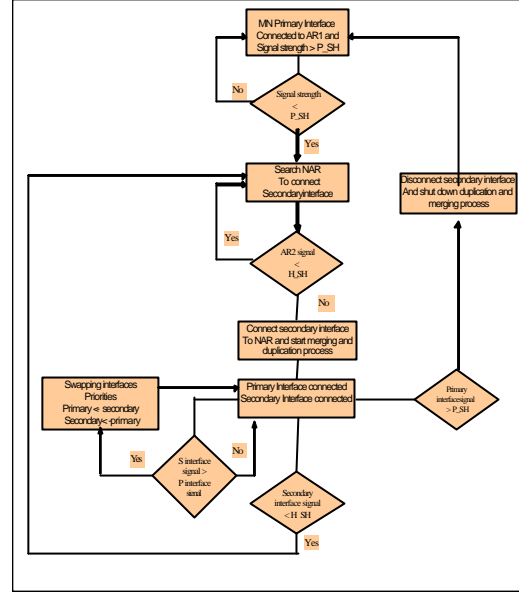 MN Primary Interface
Connected to AR1 and
Signal strength > P_SH
No
Signal strength
<
P_SH
Yes
Search NAR
To connect
Secondaryinterface
Disconnect secondary interface
And shut down duplication and
merging process
Yes
AR2 signal
<
H_SH
No
Connect secondary interface
To NAR and start merging and
duplication process
Swapping interfaces
Priorities
Primary < secondary
Secondary<-primary
Primary Interface connected
Secondary Interface connected
Primary
interfacesignal
> P_SH
Yes
S interface
signal >
P interface
signal
No
Secondary
interface signal
< H_SH
Yes